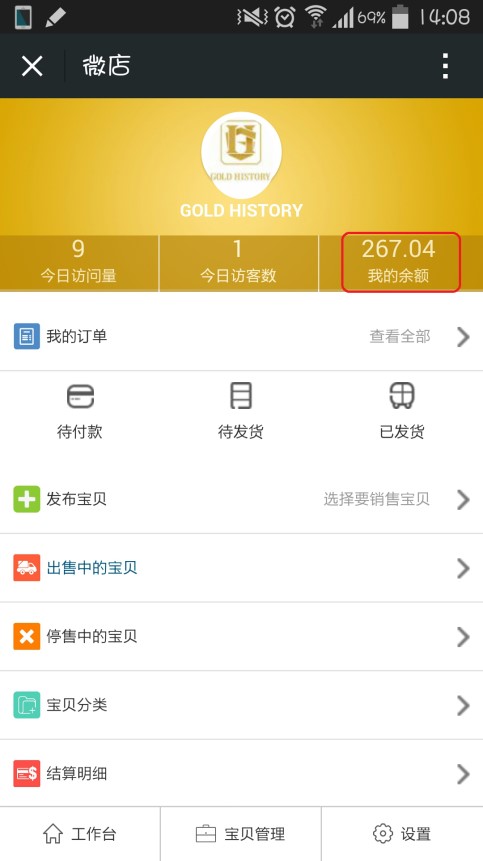 69% 14:08
微店
GOLD HISTORY
GOLD HISTORY
9 1 267.04
今日访问量 今日访客数 我的余额
我的订单 查看全部
待付款 待发货 已发货
发布宝贝 选择要销售宝贝
出售中的宝贝
停售中的宝贝
宝贝分类
结算明细
工作台 宝贝管理 设置